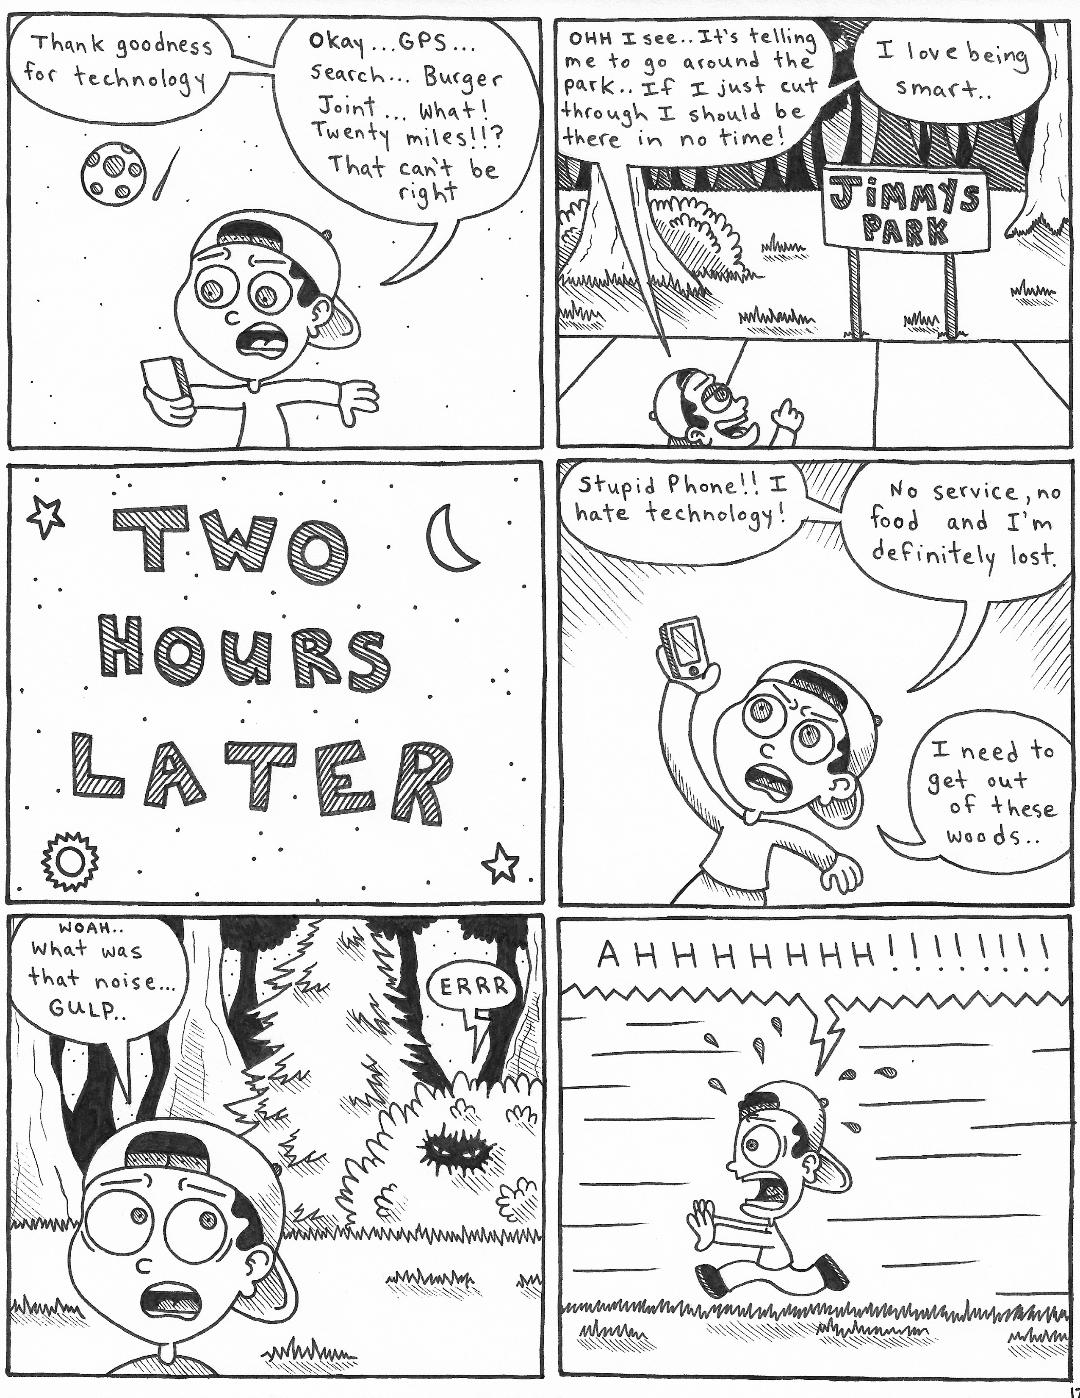 Thank goodness
for technology
Okay...GPS...
search... Burger
Joint... What!
Twenty miles!!?
That can't be
right
OHH I see..It's telling
me to go around the
park.. If I just cut
through I should be
there in no time!
I love being
smart..
JiMMYS
PARK
TWO
HOURS
LATER
Stupid Phone!! I
hate technology!
No service, no
food and I'm
definitely lost.
I need to
get out
of these
woods..
WOAH..
What was
that noise...
GULP..
ERRR
AHHHHHHHH!!!!!!!!
17